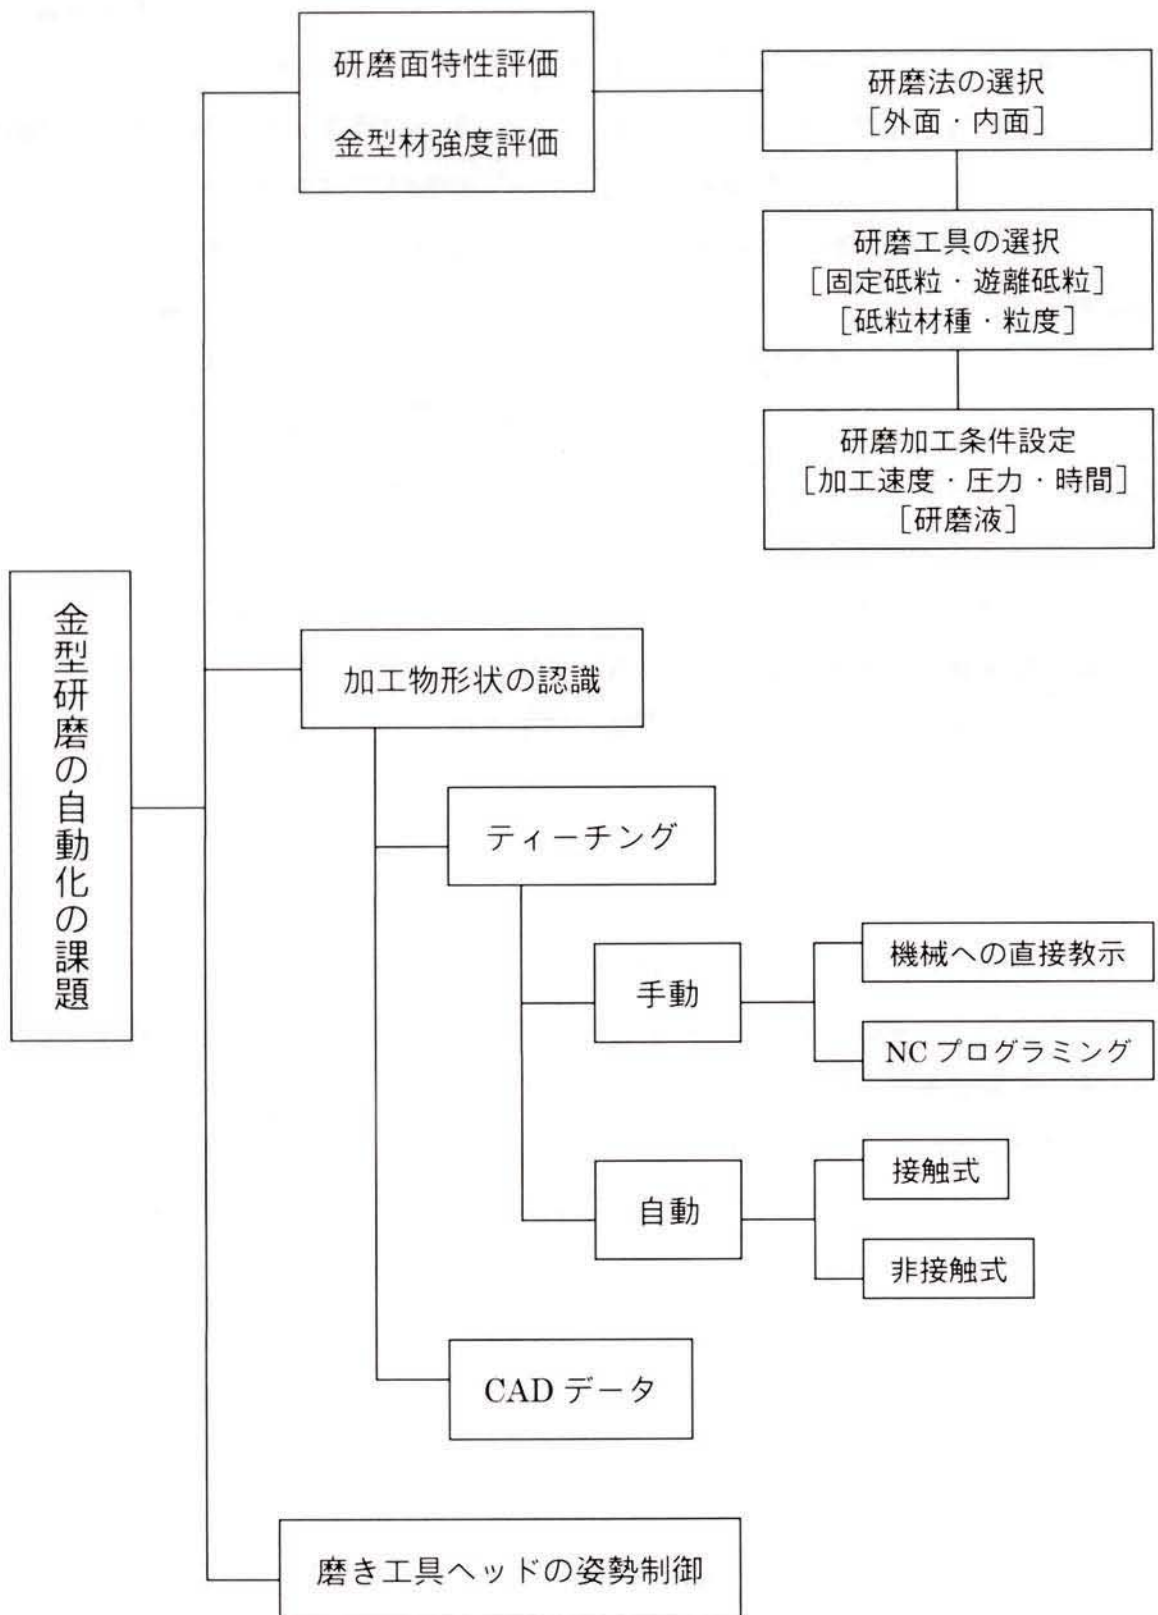 研磨面特性評価
金型材強度評価
研磨法の選択
[外面・内面]
研磨工具の選択
[固定砥粒・遊離砥粒]
[砥粒材種・粒度]
研磨加工条件設定
[加工速度・圧力・時間]
[研磨液]
金型研磨の自動化の課題
加工物形状の認識
ティーチング
手動
機械への直接教示
NC プログラミング
自動
接触式
非接触式
CAD データ
磨き工具ヘッドの姿勢制御